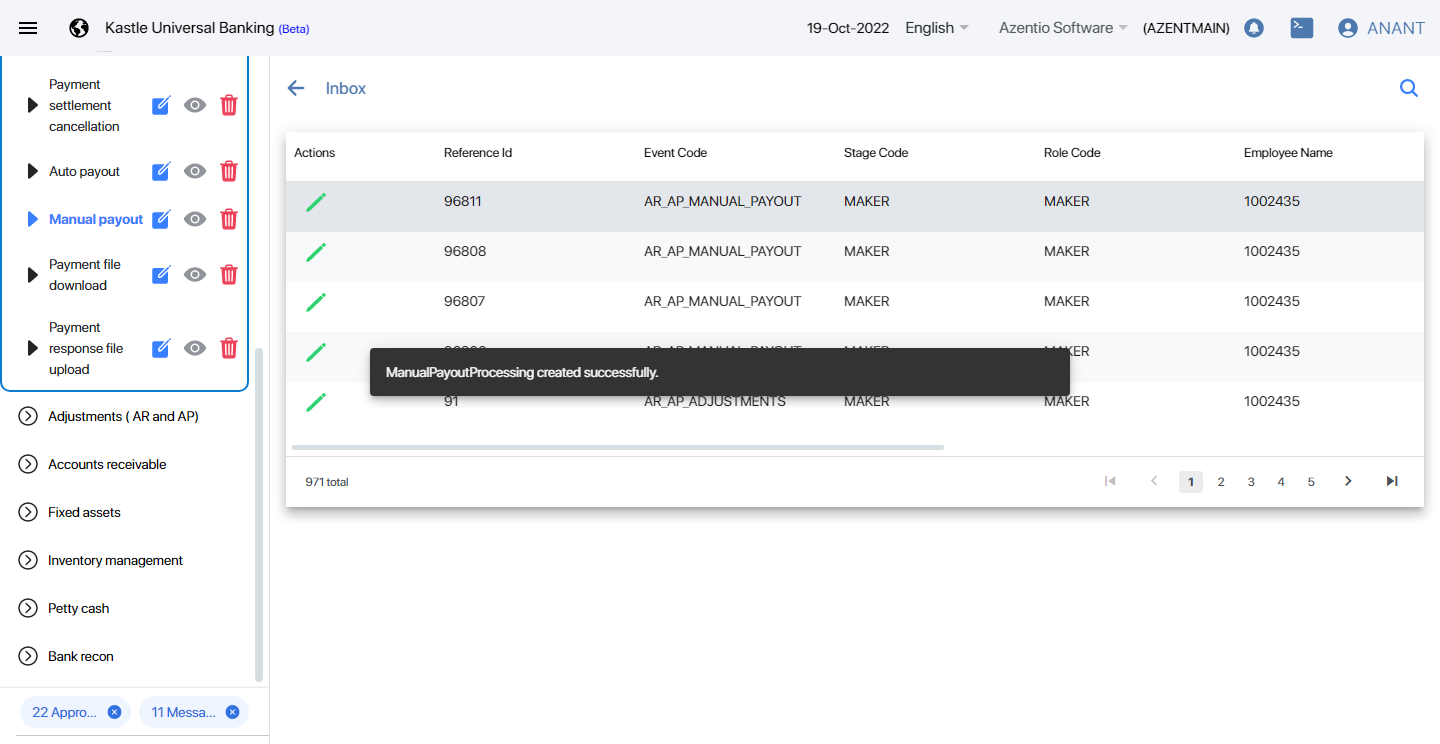 Kastle Universal Banking (Beta)
19-Oct-2022 English Azentio Software (AZENTMAIN) ANANT
Payment
settlement
cancellation
Auto payout
Manual payout
Payment file
download
Payment
response file
upload
Adjustments ( AR and AP)
Accounts receivable
Fixed assets
Inventory management
Petty cash
Bank recon
22 Appro...
11 Messa...
Inbox
Actions Reference Id Event Code Stage Code Role Code Employee Name
96811 AR_AP_MANUAL_PAYOUT MAKER MAKER 1002435
96808 AR_AP_MANUAL_PAYOUT MAKER MAKER 1002435
96807 AR_AP_MANUAL_PAYOUT MAKER MAKER 1002435
1002435
ManualPayoutProcessing created successfully.
91 AR_AP_ADJUSTMENTS MAKER MAKER 1002435
971 total
1 2 3 4 5